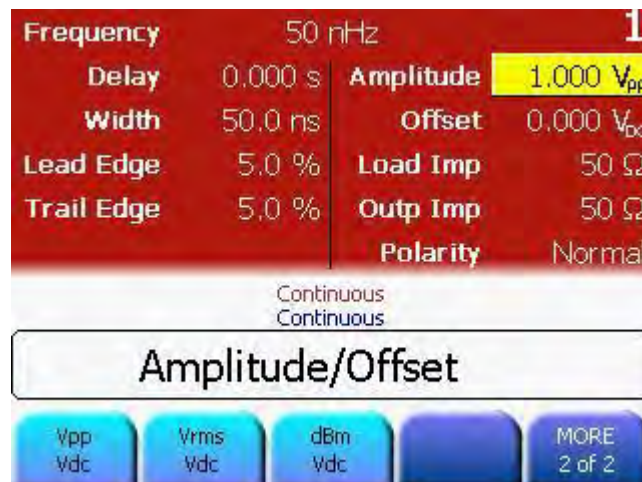 Frequency 50 nHz 1
Delay 0.000 s Amplitude 1.000 Vpp
Width 50.0 ns Offset 0.000 VDC
Lead Edge 5.0 % Load Imp 50 Ω
Trail Edge 5.0 % Outp Imp 50 Ω
Polarity Norma
Continuous
Continuous
Amplitude/Offset
Vpp Vrms dBm MORE
Vdc Vdc Vdc 2 of 2